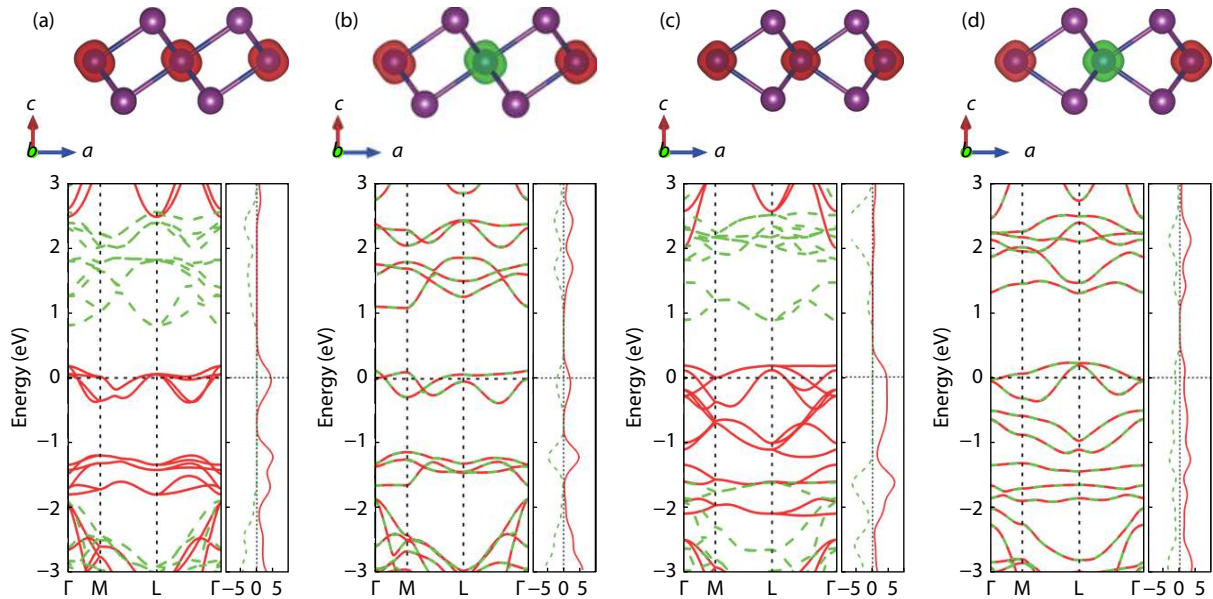 (a) (b) (c) (d)
c c c c
b a b a b a b a
3 3 3 3
2 2 2 2
1 1 1 1
Energy (eV) Energy (eV) Energy (eV) Energy (eV)
0 0 0 0
−1 −1 −1 −1
−2 −2 −2 −2
−3 −3 −3 −3
Γ M L Γ −5 0 5 Γ M L Γ −5 0 5 Γ M L Γ −5 0 5 Γ M L Γ −5 0 5